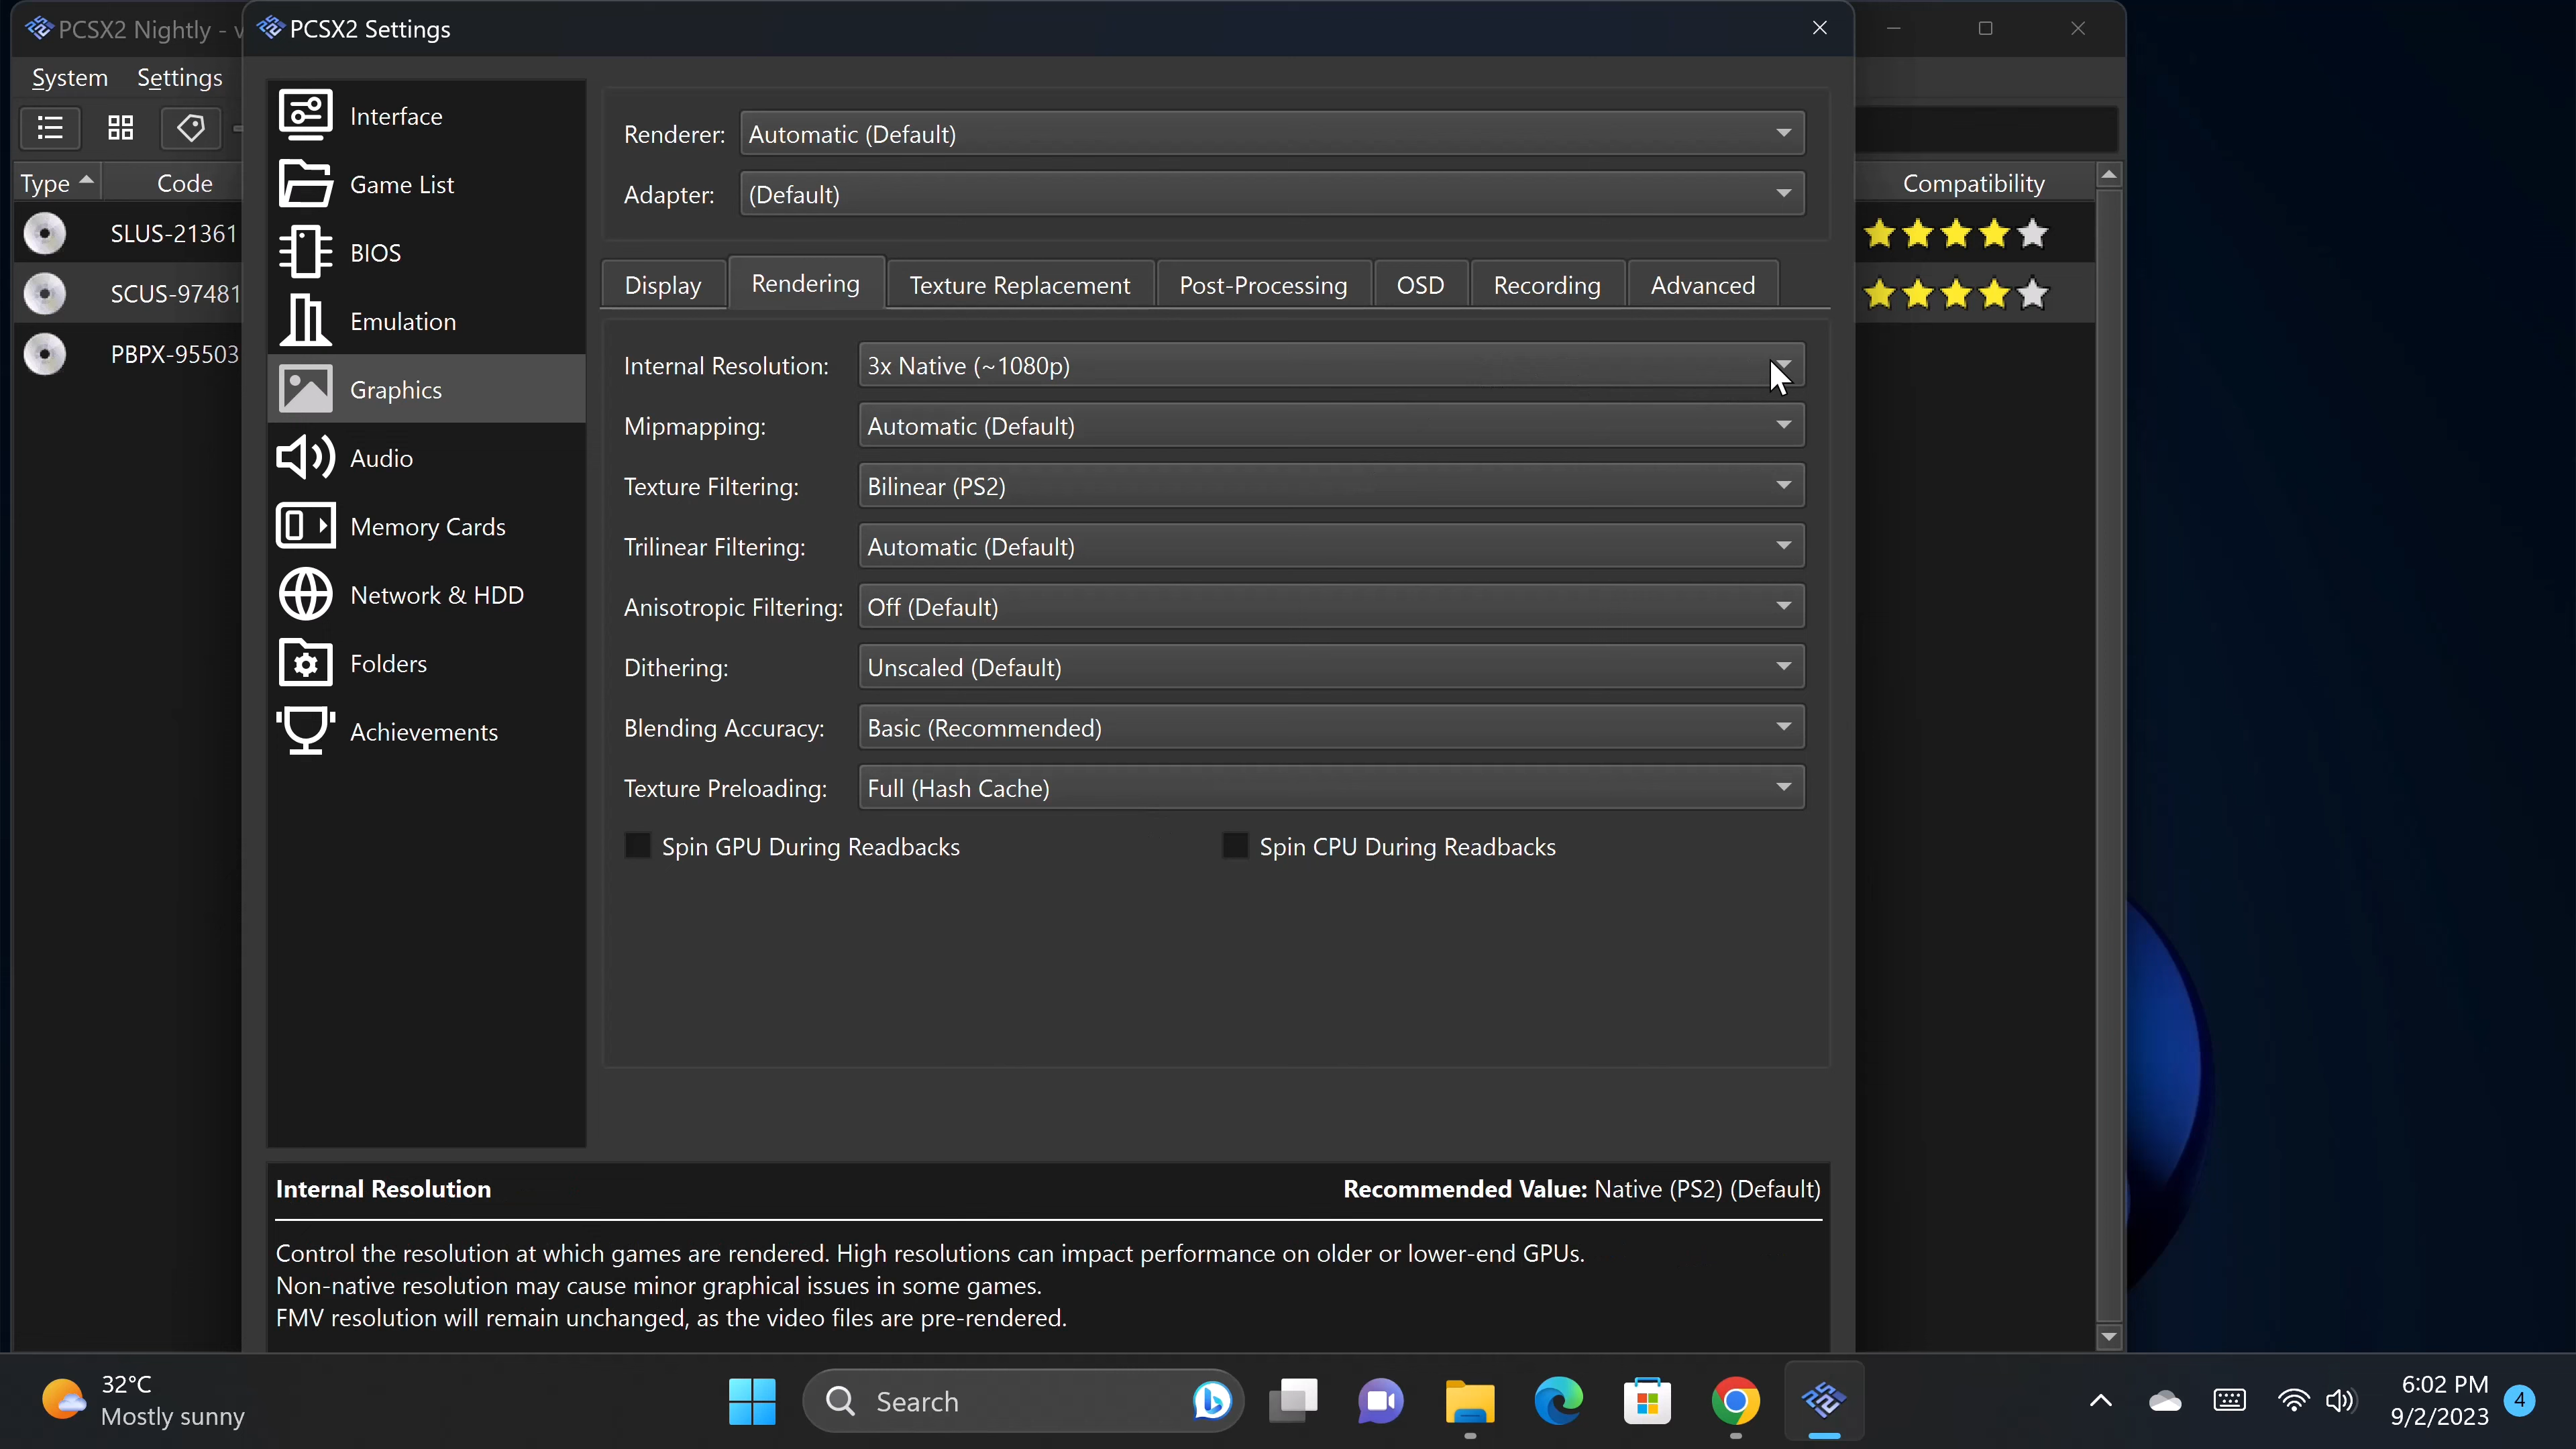 PCSX2 Nightly - v
PCSX2 Settings
System Settings
Type Code
Compatibility
SLUS-21361
SCUS-97481
PBPX-95503
Interface
Game List
BIOS
Emulation
Graphics
Audio
Memory Cards
Network & HDD
Folders
Achievements
Renderer: Automatic (Default)
Adapter: (Default)
Display Rendering Texture Replacement Post-Processing OSD Recording Advanced
Internal Resolution: 3x Native (~1080p)
Mipmapping: Automatic (Default)
Texture Filtering: Bilinear (PS2)
Trilinear Filtering: Automatic (Default)
Anisotropic Filtering: Off (Default)
Dithering: Unscaled (Default)
Blending Accuracy: Basic (Recommended)
Texture Preloading: Full (Hash Cache)
Spin GPU During Readbacks Spin CPU During Readbacks
Internal Resolution Recommended Value: Native (PS2) (Default)
Control the resolution at which games are rendered. High resolutions can impact performance on older or lower-end GPUs.
Non-native resolution may cause minor graphical issues in some games.
FMV resolution will remain unchanged, as the video files are pre-rendered.
32°C
Mostly sunny
Search
6:02 PM
9/2/2023
4